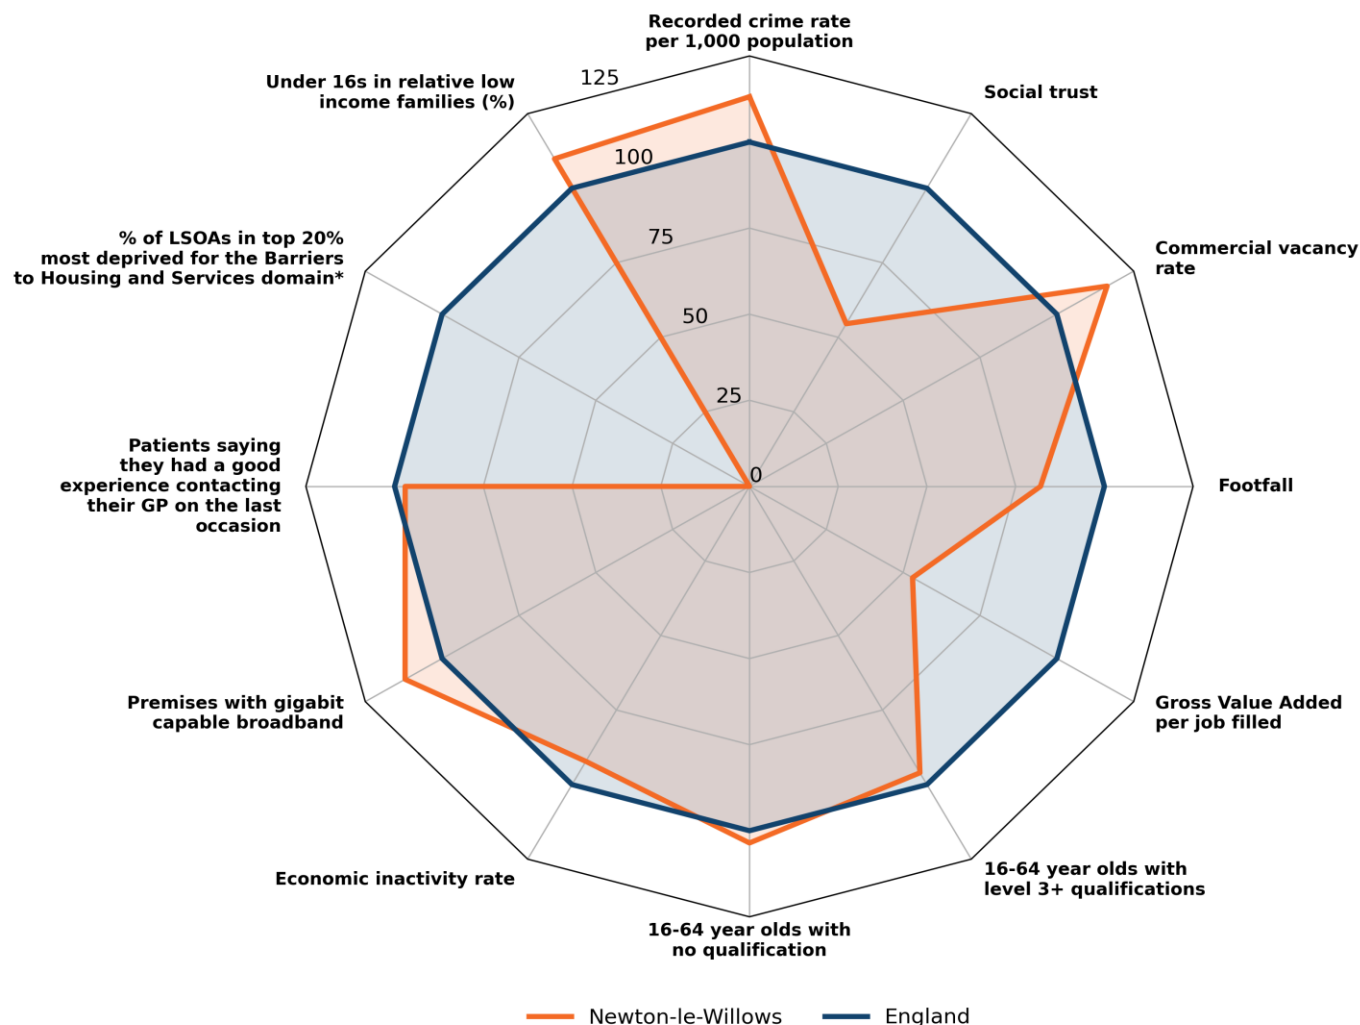 Recorded crime rate
per 1,000 population
Social trust
Commercial vacancy
rate
Footfall
Gross Value Added
per job filled
16-64 year olds with
level 3+ qualifications
16-64 year olds with
no qualification
Economic inactivity rate
Premises with gigabit
capable broadband
Patients saying
they had a good
experience contacting
their GP on the last
occasion
% of LSOAs in top 20%
most deprived for the Barriers
to Housing and Services domain*
Under 16s in relative low
income families (%)
125
100
75
50
25
0
Newton-le-Willows
England